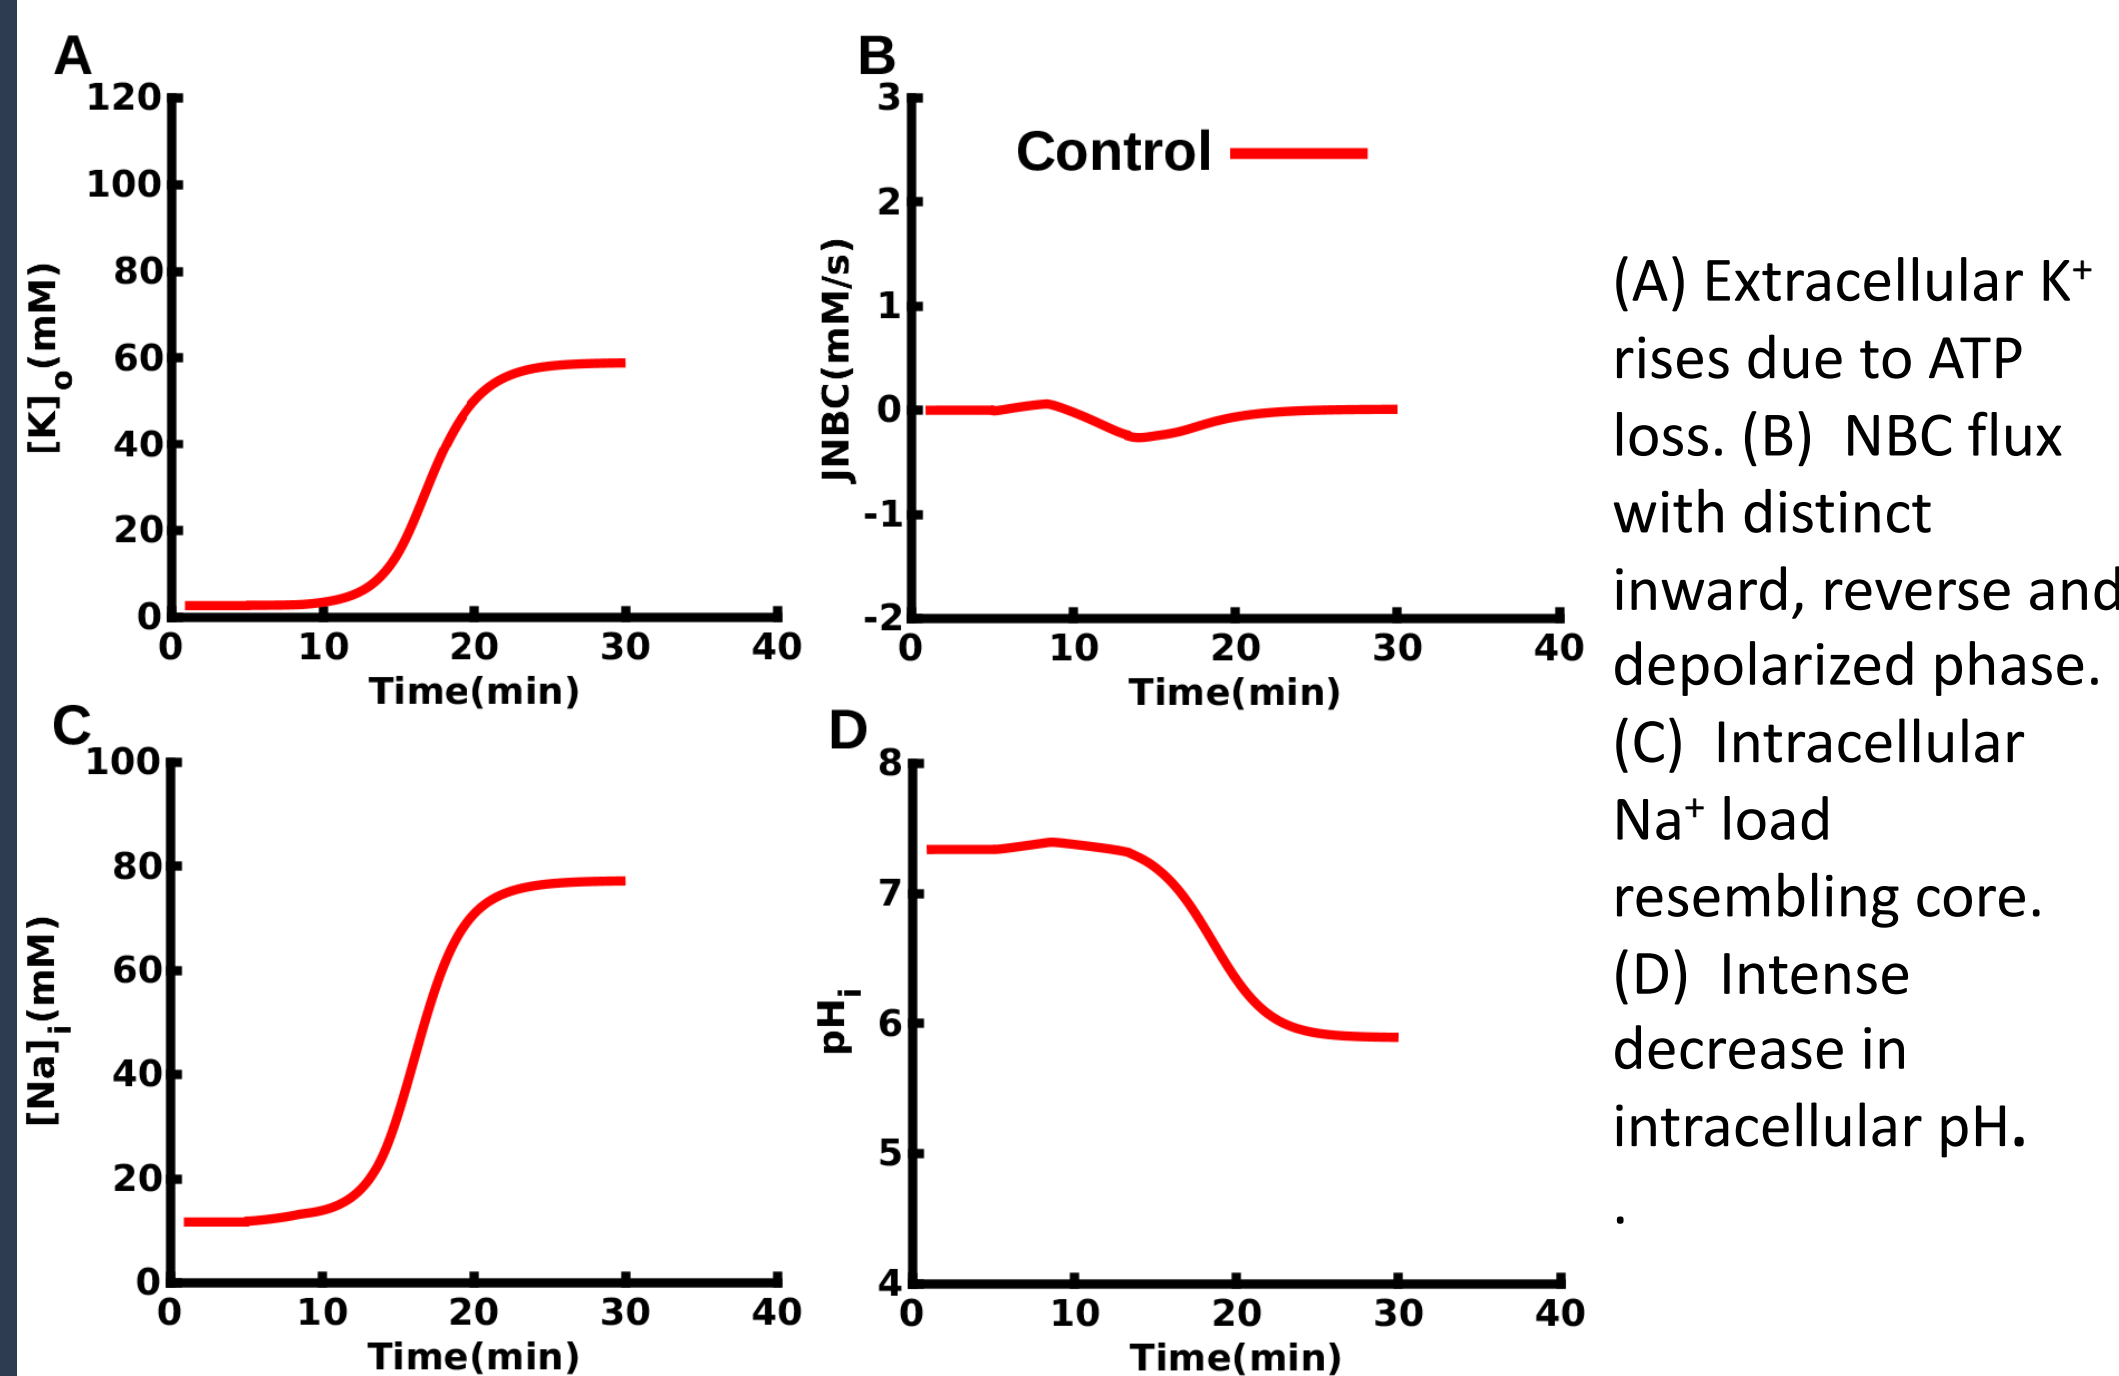 A
120
100
80
60
40
20
0
0 10 20 30 40
[K]o(mM)
Time(min)
B
3
2
1
0
-1
-2
0 10 20 30 40
JNBC(mM/s)
Time(min)
Control
C
100
80
60
40
20
0
0 10 20 30 40
[Na]i(mM)
Time(min)
D
8
7
6
5
4
0 10 20 30 40
pHi
Time(min)
(A) Extracellular K⁺
rises due to ATP
loss. (B) NBC flux
with distinct
inward, reverse and
depolarized phase.
(C) Intracellular
Na⁺ load
resembling core.
(D) Intense
decrease in
intracellular pH.
.